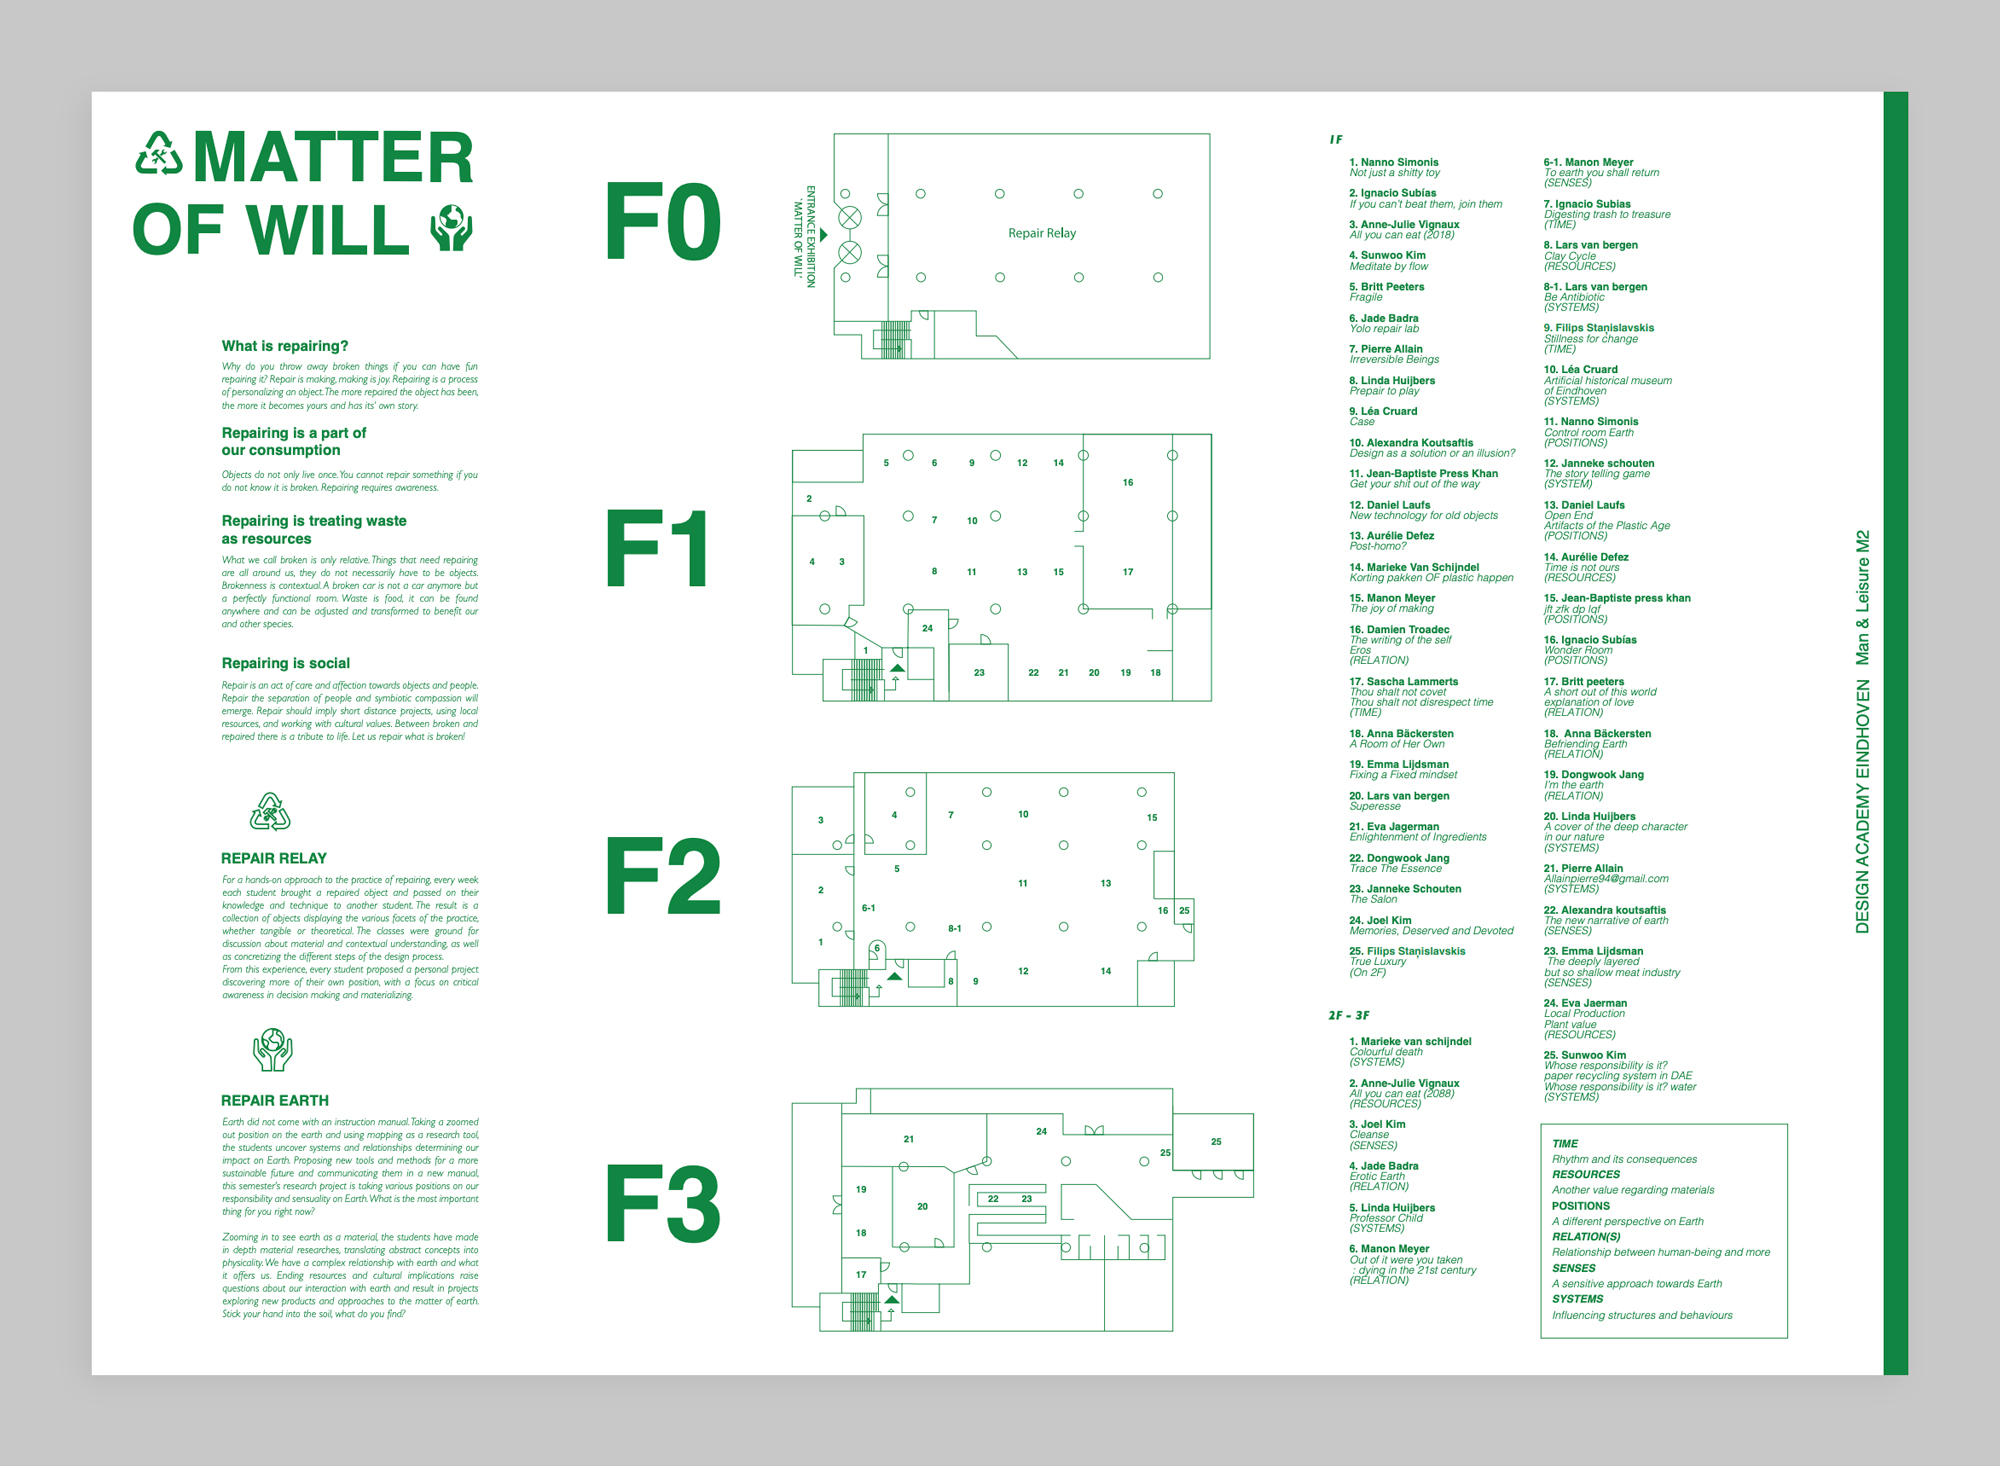 MATTER
OF WILL
What is repairing?
Why do you throw away broken things if you can have fun
repairing it? Repair is making, making is joy. Repairing is a process
of personalizing an object. The more repaired the object has been,
the more it becomes yours and has its' own story.
Repairing is a part of
our consumption
Objects do not only live once. You cannot repair something if you
do not know it is broken. Repairing requires awareness.
Repairing is treating waste
as resources
What we call broken is only relative. Things that need repairing
are all around us, they do not necessarily have to be objects.
Brokenness is contextual. A broken car is not a car anymore but
a perfectly functional room. Waste is food, it can be found
anywhere and can be adjusted and transformed to benefit our
and other species.
Repairing is social
Repair is an act of care and affection towards objects and people.
Repair the separation of people and symbiotic compassion will
emerge. Repair should imply short distance projects, using local
resources, and working with cultural values. Between broken and
repaired there is a tribute to life. Let us repair what is broken!
REPAIR RELAY
For a hands-on approach to the practice of repairing, every week
each student brought a repaired object and passed on their
knowledge and technique to another student. The result is a
collection of objects displaying the various facets of the practice,
whether tangible or theoretical. The classes were ground for
discussion about material and contextual understanding, as well
as concretizing the different steps of the design process.
From this experience, every student proposed a personal project
discovering more of their own position, with a focus on critical
awareness in decision making and materializing.
REPAIR EARTH
Earth did not come with an instruction manual. Taking a zoomed
out position on the earth and using mapping as a research tool,
the students uncover systems and relationships determining our
impact on Earth. Proposing new tools and methods for a more
sustainable future and communicating them in a new manual,
this semester's research project is taking various positions on our
responsibility and sensuality on Earth. What is the most important
thing for you right now?
Zooming in to see earth as a material, the students have made
in depth material researches, translating abstract concepts into
physicality. We have a complex relationship with earth and what
it offers us. Ending resources and cultural implications raise
questions about our interaction with earth and result in projects
exploring new products and approaches to the matter of earth.
Stick your hand into the soil, what do you find?
F0
ENTRANCE EXHIBITION
'MATTER OF WILL'
Repair Relay
F1
5 6 9 12 14
16
2
7 10
4 3
8 11 13 15 17
24
1
23 22 21 20 19 18
F2
3 4 7 10 15
5
2 11 13
6-1 16 25
8-1
1 6
12 14
8 9
F3
24
21 25
25
19
22 23
20
18
17
1F
1. Nanno Simonis
Not just a shitty toy
2. Ignacio Subías
If you can't beat them, join them
3. Anne-Julie Vignaux
All you can eat (2018)
4. Sunwoo Kim
Meditate by flow
5. Britt Peeters
Fragile
6. Jade Badra
Yolo repair lab
7. Pierre Allain
Irreversible Beings
8. Linda Huijbers
Prepair to play
9. Léa Cruard
Case
10. Alexandra Koutsaftis
Design as a solution or an illusion?
11. Jean-Baptiste Press Khan
Get your shit out of the way
12. Daniel Laufs
New technology for old objects
13. Aurélie Defez
Post-homo?
14. Marieke Van Schijndel
Korting pakken OF plastic happen
15. Manon Meyer
The joy of making
16. Damien Troadec
The writing of the self
Eros
(RELATION)
17. Sascha Lammerts
Thou shalt not covet
Thou shalt not disrespect time
(TIME)
18. Anna Bäckersten
A Room of Her Own
19. Emma Lijdsman
Fixing a Fixed mindset
20. Lars van bergen
Superesse
21. Eva Jagerman
Enlightenment of Ingredients
22. Dongwook Jang
Trace The Essence
23. Janneke Schouten
The Salon
24. Joel Kim
Memories, Deserved and Devoted
25. Filips Staņislavskis
True Luxury
(On 2F)
2F - 3F
1. Marieke van schijndel
Colourful death
(SYSTEMS)
2. Anne-Julie Vignaux
All you can eat (2088)
(RESOURCES)
3. Joel Kim
Cleanse
(SENSES)
4. Jade Badra
Erotic Earth
(RELATION)
5. Linda Huijbers
Professor Child
(SYSTEMS)
6. Manon Meyer
Out of it were you taken
: dying in the 21st century
(RELATION)
6-1. Manon Meyer
To earth you shall return
(SENSES)
7. Ignacio Subias
Digesting trash to treasure
(TIME)
8. Lars van bergen
Clay Cycle
(RESOURCES)
8-1. Lars van bergen
Be Antibiotic
(SYSTEMS)
9. Filips Staņislavskis
Stillness for change
(TIME)
10. Léa Cruard
Artificial historical museum
of Eindhoven
(SYSTEMS)
11. Nanno Simonis
Control room Earth
(POSITIONS)
12. Janneke schouten
The story telling game
(SYSTEM)
13. Daniel Laufs
Open End
Artifacts of the Plastic Age
(POSITIONS)
14. Aurélie Defez
Time is not ours
(RESOURCES)
15. Jean-Baptiste press khan
jft zfk dp lqf
(POSITIONS)
16. Ignacio Subías
Wonder Room
(POSITIONS)
17. Britt peeters
A short out of this world
explanation of love
(RELATION)
18. Anna Bäckersten
Befriending Earth
(RELATION)
19. Dongwook Jang
I'm the earth
(RELATION)
20. Linda Huijbers
A cover of the deep character
in our nature
(SYSTEMS)
21. Pierre Allain
Allainpierre94@gmail.com
(SYSTEMS)
22. Alexandra koutsaftis
The new narrative of earth
(SENSES)
23. Emma Lijdsman
The deeply layered
but so shallow meat industry
(SENSES)
24. Eva Jaerman
Local Production
Plant value
(RESOURCES)
25. Sunwoo Kim
Whose responsibility is it?
paper recycling system in DAE
Whose responsibility is it? water
(SYSTEMS)
TIME
Rhythm and its consequences
RESOURCES
Another value regarding materials
POSITIONS
A different perspective on Earth
RELATION(S)
Relationship between human-being and more
SENSES
A sensitive approach towards Earth
SYSTEMS
Influencing structures and behaviours
DESIGN ACADEMY EINDHOVEN Man & Leisure M2